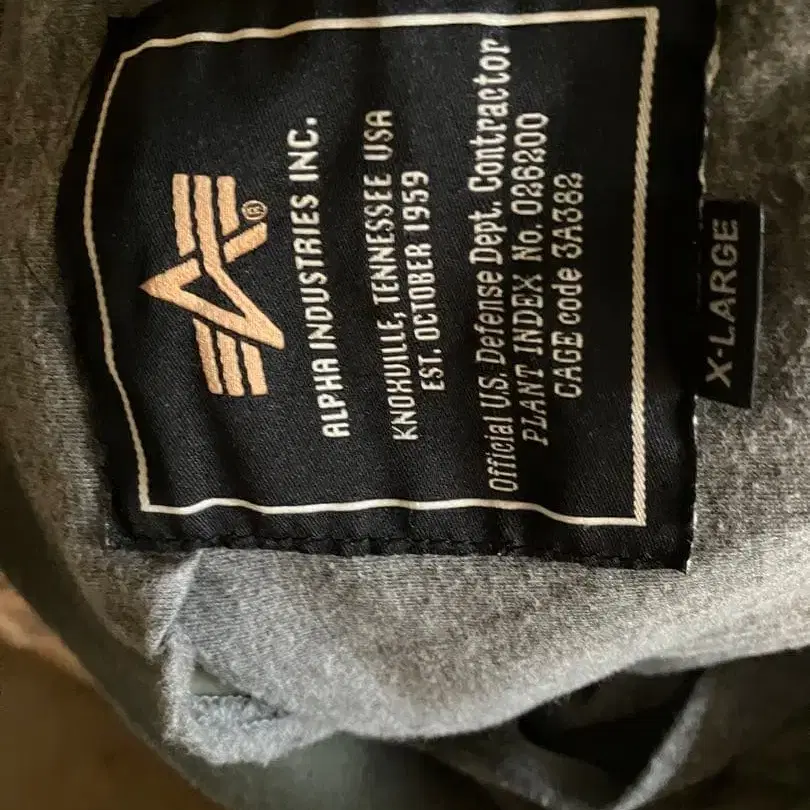 ®
ALPHA INDUSTRIES INC.
KNOXVILLE, TENNESSEE USA
EST. OCTOBER 1959
Official U.S. Defense Dept. Contractor
PLANT INDEX No. 026200
CAGE code 3A382
X-LARGE